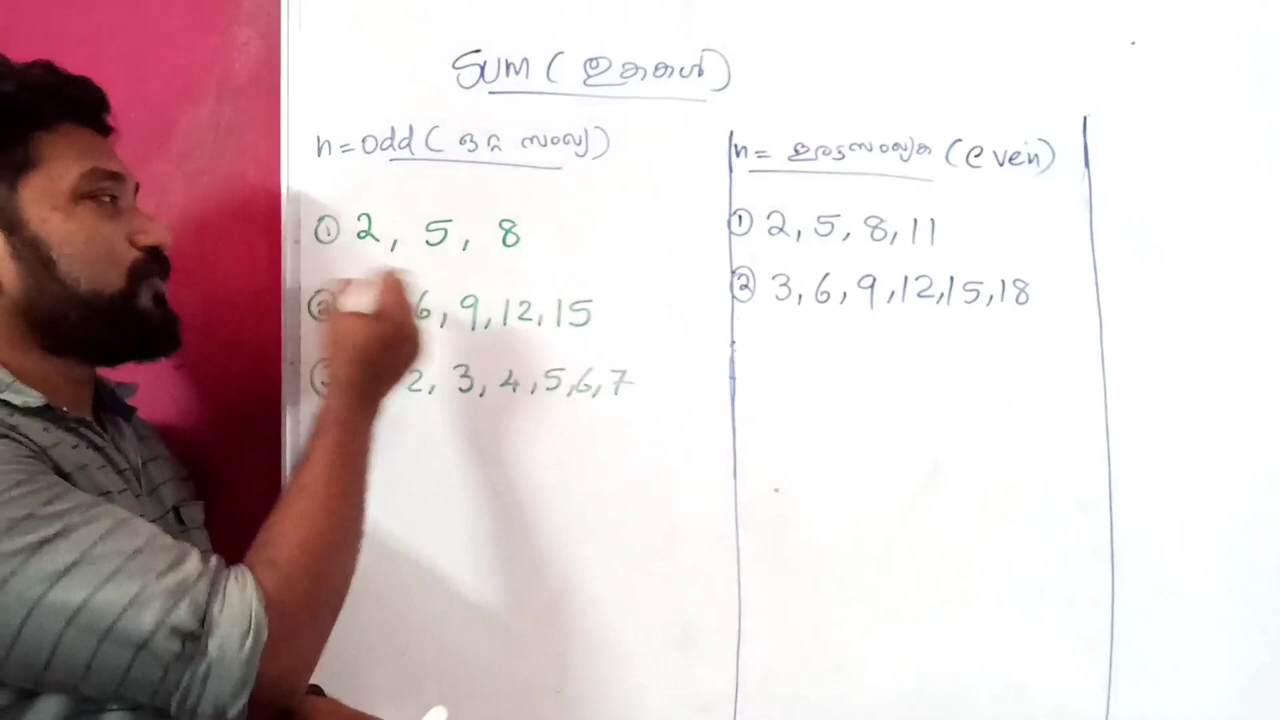 SUM (തുകകൾ)
n = odd (ഒറ്റ സംഖ്യ)
① 2, 5, 8
6, 9, 12, 15
2, 3, 4, 5, 6, 7
n = ഇരട്ടസംഖ്യ (even)
① 2, 5, 8, 11
② 3, 6, 9, 12, 15, 18